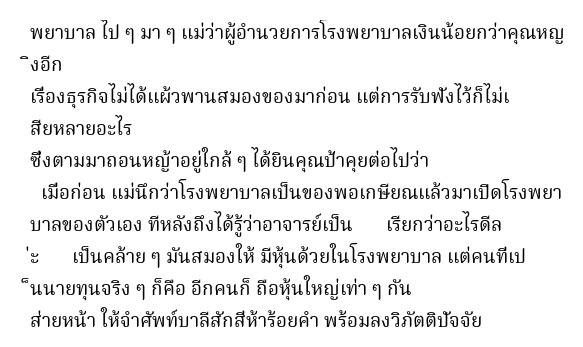 พยาบาล ไป ๆ มา ๆ แม่ว่าผู้อำนวยการโรงพยาบาลเงินน้อยกว่าคุณหญ
ิงอีก
เรื่องธุรกิจไม่ได้แผ้วพานสมองของมาก่อน แต่การรับฟังไว้ก็ไม่เ
สียหลายอะไร
ซึ่งตามมาถอนหญ้าอยู่ใกล้ ๆ ได้ยินคุณป้าคุยต่อไปว่า
เมื่อก่อน แม่นึกว่าโรงพยาบาลเป็นของพอเกษียณแล้วมาเปิดโรงพยา
บาลของตัวเอง ทีหลังถึงได้รู้ว่าอาจารย์เป็น เรียกว่าอะไรดีล
่ะ เป็นคล้าย ๆ มันสมองให้ มีหุ้นด้วยในโรงพยาบาล แต่คนที่เป
็นนายทุนจริง ๆ ก็คือ อีกคนก็ ถือหุ้นใหญ่เท่า ๆ กัน
ส่ายหน้า ให้จำศัพท์บาลีสักสี่ห้าร้อยคำ พร้อมลงวิภัตติปัจจัย